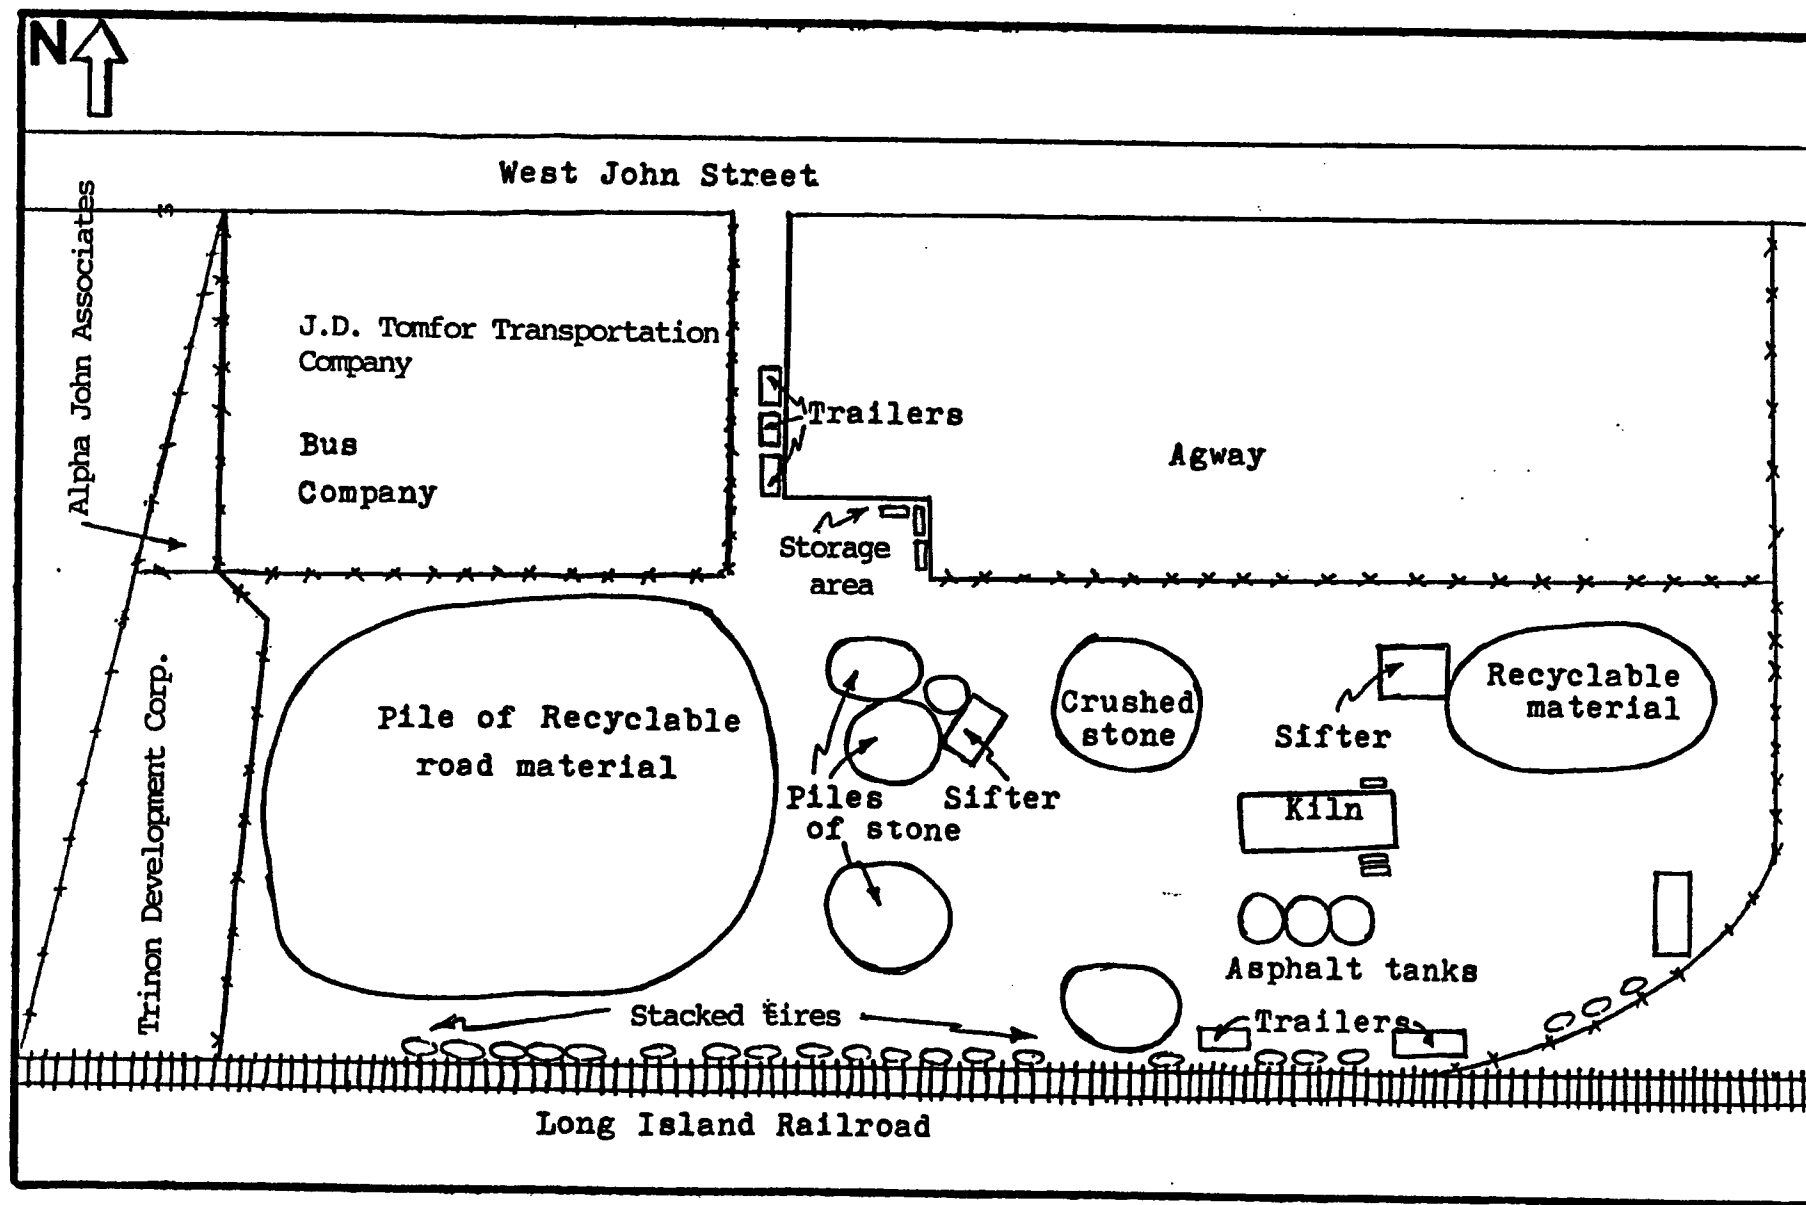 N
West John Street
Alpha John Associates
J.D. Tomfor Transportation
Company
Bus
Company
Trailers
Agway
Storage
area
Trinon Development Corp.
Pile of Recyclable
road material
Piles
of stone
Sifter
Crushed
stone
Sifter
Recyclable
material
Kiln
Asphalt tanks
Stacked tires
Trailers
Long Island Railroad